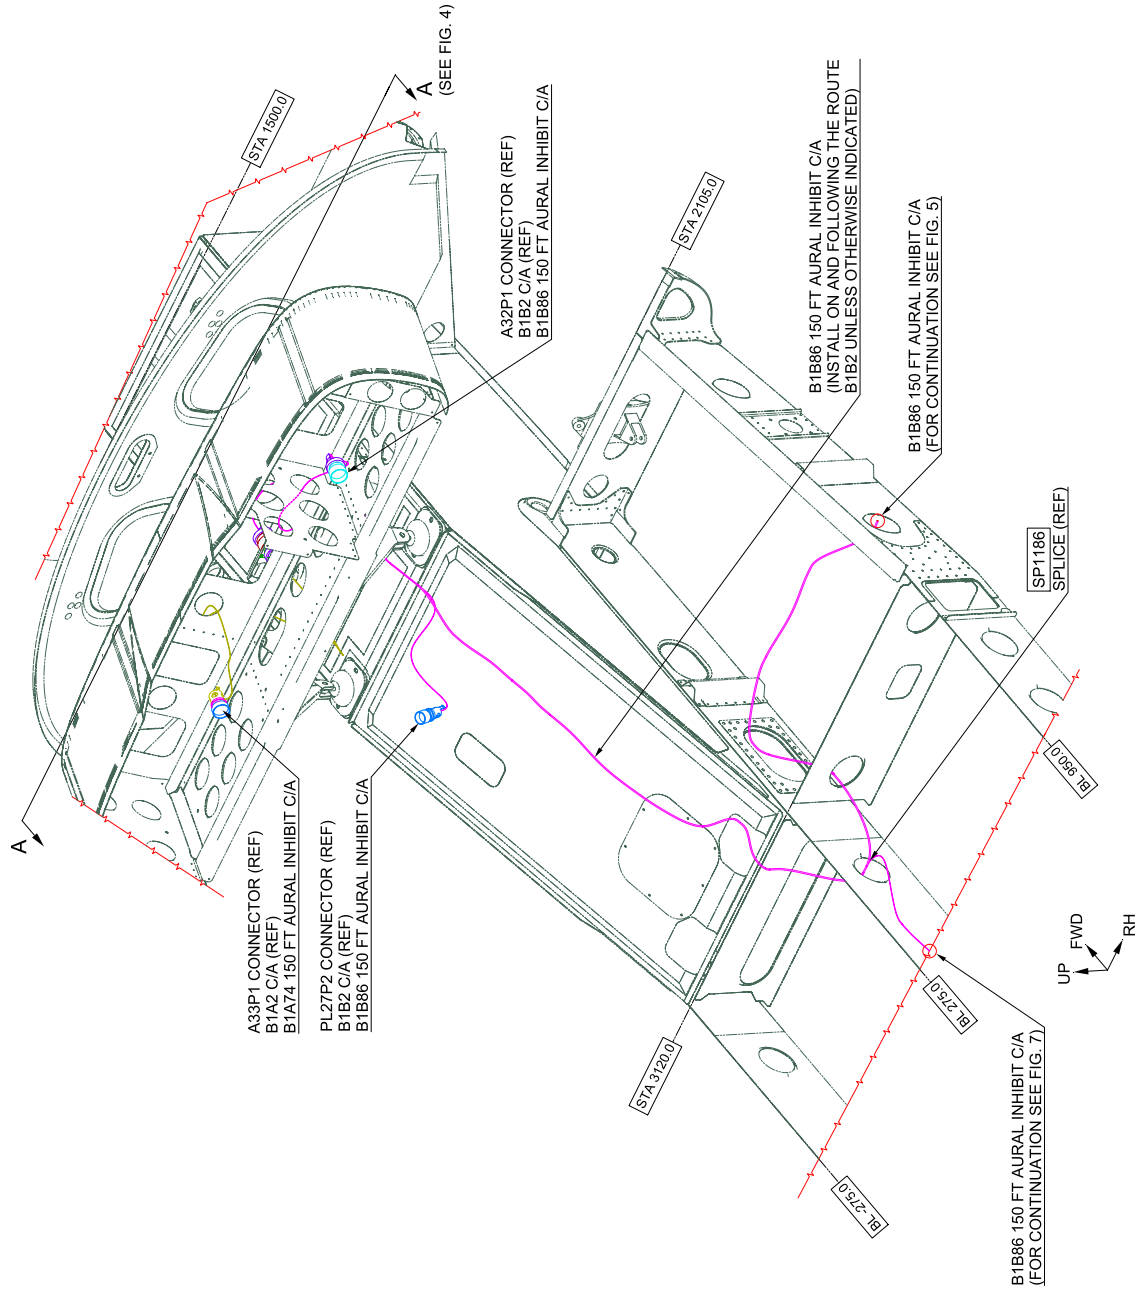 A
(SEE FIG. 4)
STA 1500.0
A32P1 CONNECTOR (REF)
B1B2 C/A (REF)
B1B86 150 FT AURAL INHIBIT C/A
STA 2105.0
B1B86 150 FT AURAL INHIBIT C/A
(INSTALL ON AND FOLLOWING THE ROUTE
B1B2 UNLESS OTHERWISE INDICATED)
B1B86 150 FT AURAL INHIBIT C/A
(FOR CONTINUATION SEE FIG. 5)
SP1186
SPLICE (REF)
A
A33P1 CONNECTOR (REF)
B1A2 C/A (REF)
B1A74 150 FT AURAL INHIBIT C/A
PL27P2 CONNECTOR (REF)
B1B2 C/A (REF)
B1B86 150 FT AURAL INHIBIT C/A
BL 950.0
BL 275.0
STA 3120.0
BL -275.0
UP
FWD
RH
B1B86 150 FT AURAL INHIBIT C/A
(FOR CONTINUATION SEE FIG. 7)